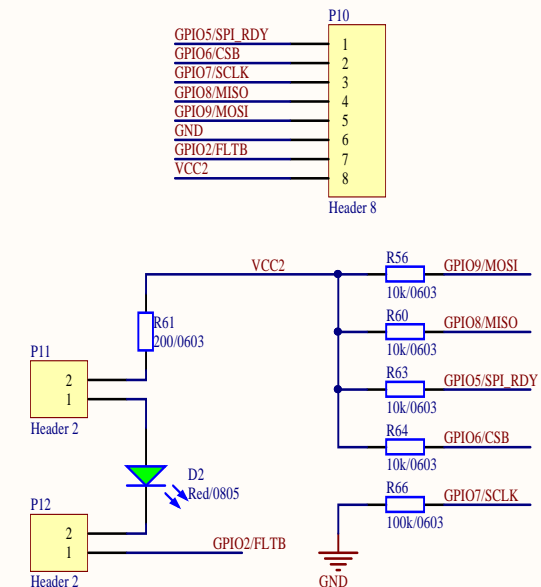 P10
GPIO5/SPI_RDY
1
GPIO6/CSB
2
GPIO7/SCLK
3
GPIO8/MISO
4
GPIO9/MOSI
5
GND
6
GPIO2/FLTB
7
VCC2
8
Header 8
VCC2
R56
GPIO9/MOSI
10k/0603
R61
200/0603
R60
GPIO8/MISO
10k/0603
P11
2
1
Header 2
R63
GPIO5/SPI_RDY
10k/0603
R64
GPIO6/CSB
10k/0603
D2
Red/0805
R66
GPIO7/SCLK
100k/0603
P12
2
1
GPIO2/FLTB
Header 2
GND